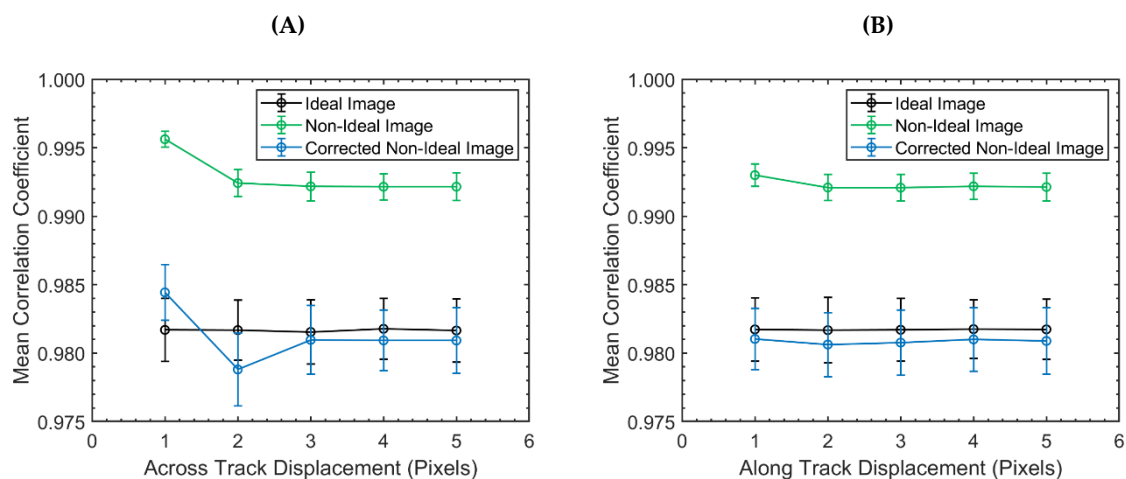 (A)
1.000
0.995
0.990
0.985
0.980
0.975
Mean Correlation Coefficient
Ideal Image
Non-Ideal Image
Corrected Non-Ideal Image
0 1 2 3 4 5 6
Across Track Displacement (Pixels)
(B)
1.000
0.995
0.990
0.985
0.980
0.975
Mean Correlation Coefficient
Ideal Image
Non-Ideal Image
Corrected Non-Ideal Image
0 1 2 3 4 5 6
Along Track Displacement (Pixels)